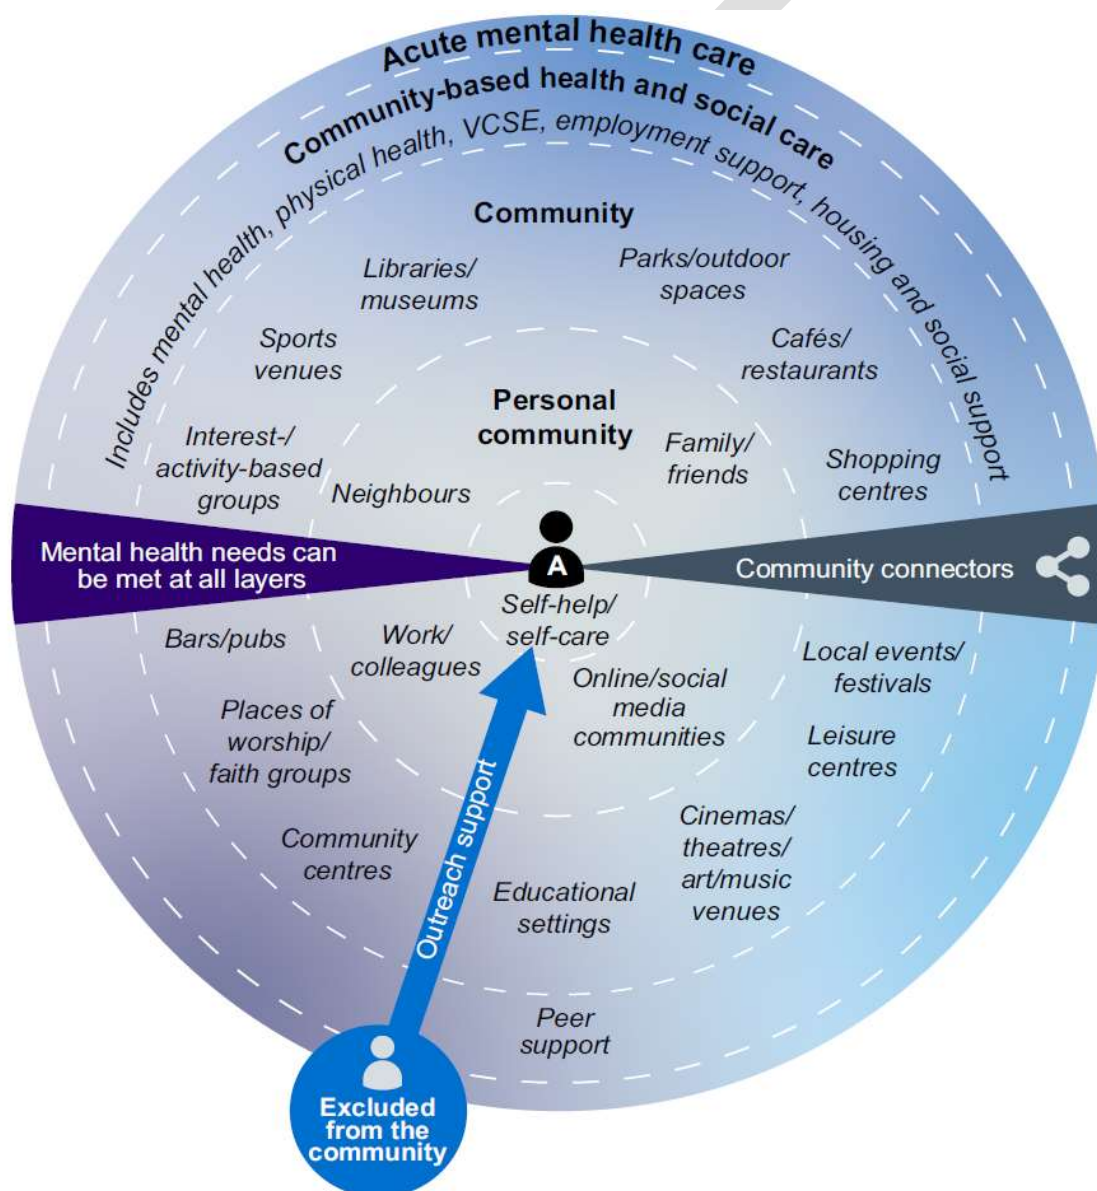 Acute mental health care
Community-based health and social care
Includes mental health, physical health, VCSE, employment support, housing and social support
Community
Libraries/
museums
Parks/outdoor
spaces
Sports
venues
Cafés/
restaurants
Personal
community
Interest-/
activity-based
groups
Neighbours
Family/
friends
Shopping
centres
Mental health needs can
be met at all layers
A
Community connectors
Self-help/
self-care
Bars/pubs
Work/
colleagues
Online/social
media
communities
Local events/
festivals
Places of
worship/
faith groups
Leisure
centres
Outreach support
Community
centres
Educational
settings
Cinemas/
theatres/
art/music
venues
Peer
support
Excluded
from the
community